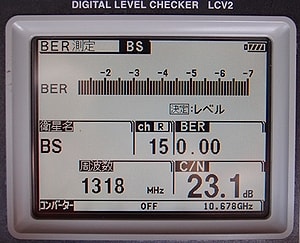 DIGITAL LEVEL CHECKER LCV2
BER測定 BS
-2 -3 -4 -5 -6 -7
BER
決定:レベル
衛星名 ch R BER
BS 15 0.00
周波数 C/N
1318 MHz 23.1 dB
コンバーター OFF 10.678GHz